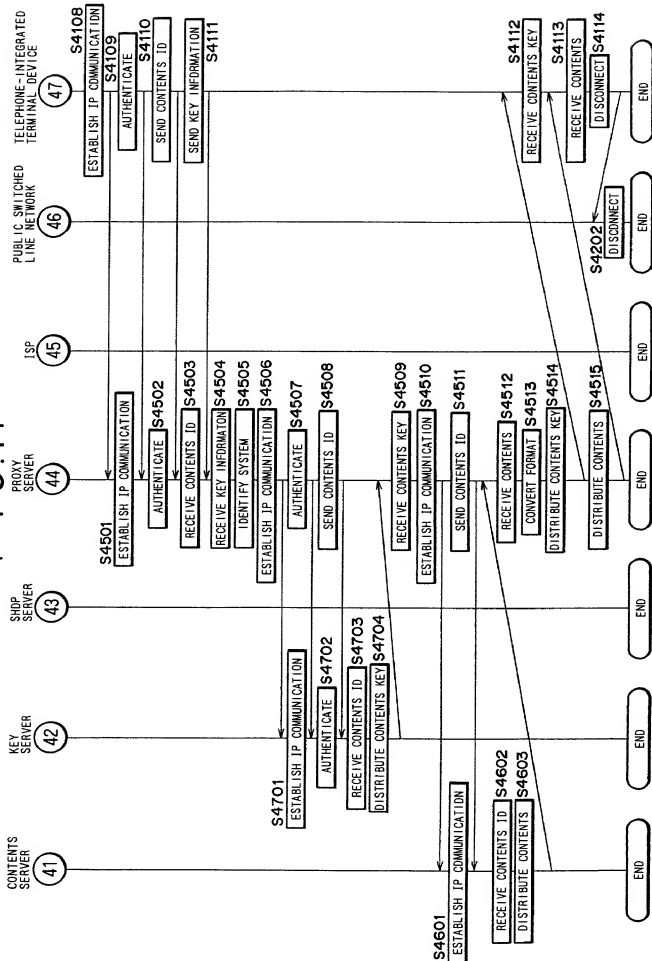 CONTENTS
SERVER
41
S4601
ESTABLISH IP COMMUNICATION
RECEIVE CONTENTS ID S4602
DISTRIBUTE CONTENTS S4603
END
KEY
SERVER
42
S4701
ESTABLISH IP COMMUNICATION
AUTHENTICATE S4702
RECEIVE CONTENTS ID S4703
DISTRIBUTE CONTENTS KEY S4704
END
SHDP
SERVER
43
END
PROXY
SERVER
44
S4501
ESTABLISH IP COMMUNICATION
AUTHENTICATE S4502
RECEIVE CONTENTS ID S4503
RECEIVE KEY INFORMATON S4504
IDENTIFY SYSTEM S4505
ESTABLISH IP COMMUNICATION S4506
AUTHENTICATE S4507
SEND CONTENTS ID S4508
RECEIVE CONTENTS KEY S4509
ESTABLISH IP COMMUNICATION S4510
SEND CONTENTS ID S4511
RECEIVE CONTENTS S4512
CONVERT FORMAT S4513
DISTRIBUTE CONTENTS KEY S4514
DISTRIBUTE CONTENTS S4515
END
ISP
45
END
PUBLIC SWITCHED
LINE NETWORK
46
S4202
DISCDNNECT
END
TELEPHONE-INTEGRATED
TERMINAL DEVICE
47
S4108
ESTABLISH IP COMMUNICATION
S4109
AUTHENTICATE
S4110
SEND CONTENTS ID
S4111
SEND KEY INFORMATION
S4112
RECEIVE CONTENTS KEY
S4113
RECEIVE CONTENTS
S4114
DISCONNECT
END